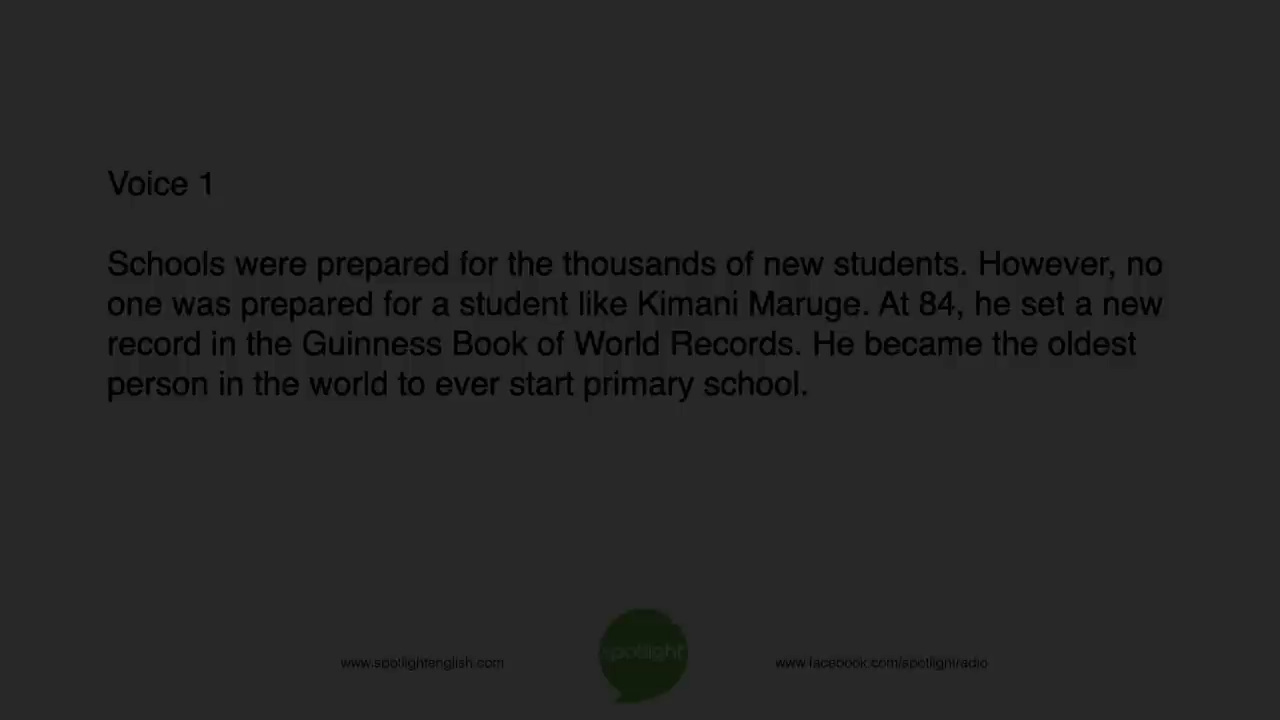 Voice 1
Schools were prepared for the thousands of new students. However, no
one was prepared for a student like Kimani Maruge. At 84, he set a new
record in the Guinness Book of World Records. He became the oldest
person in the world to ever start primary school.
spotlight
www.spotlightenglish.com
www.facebook.com/spotlightradio